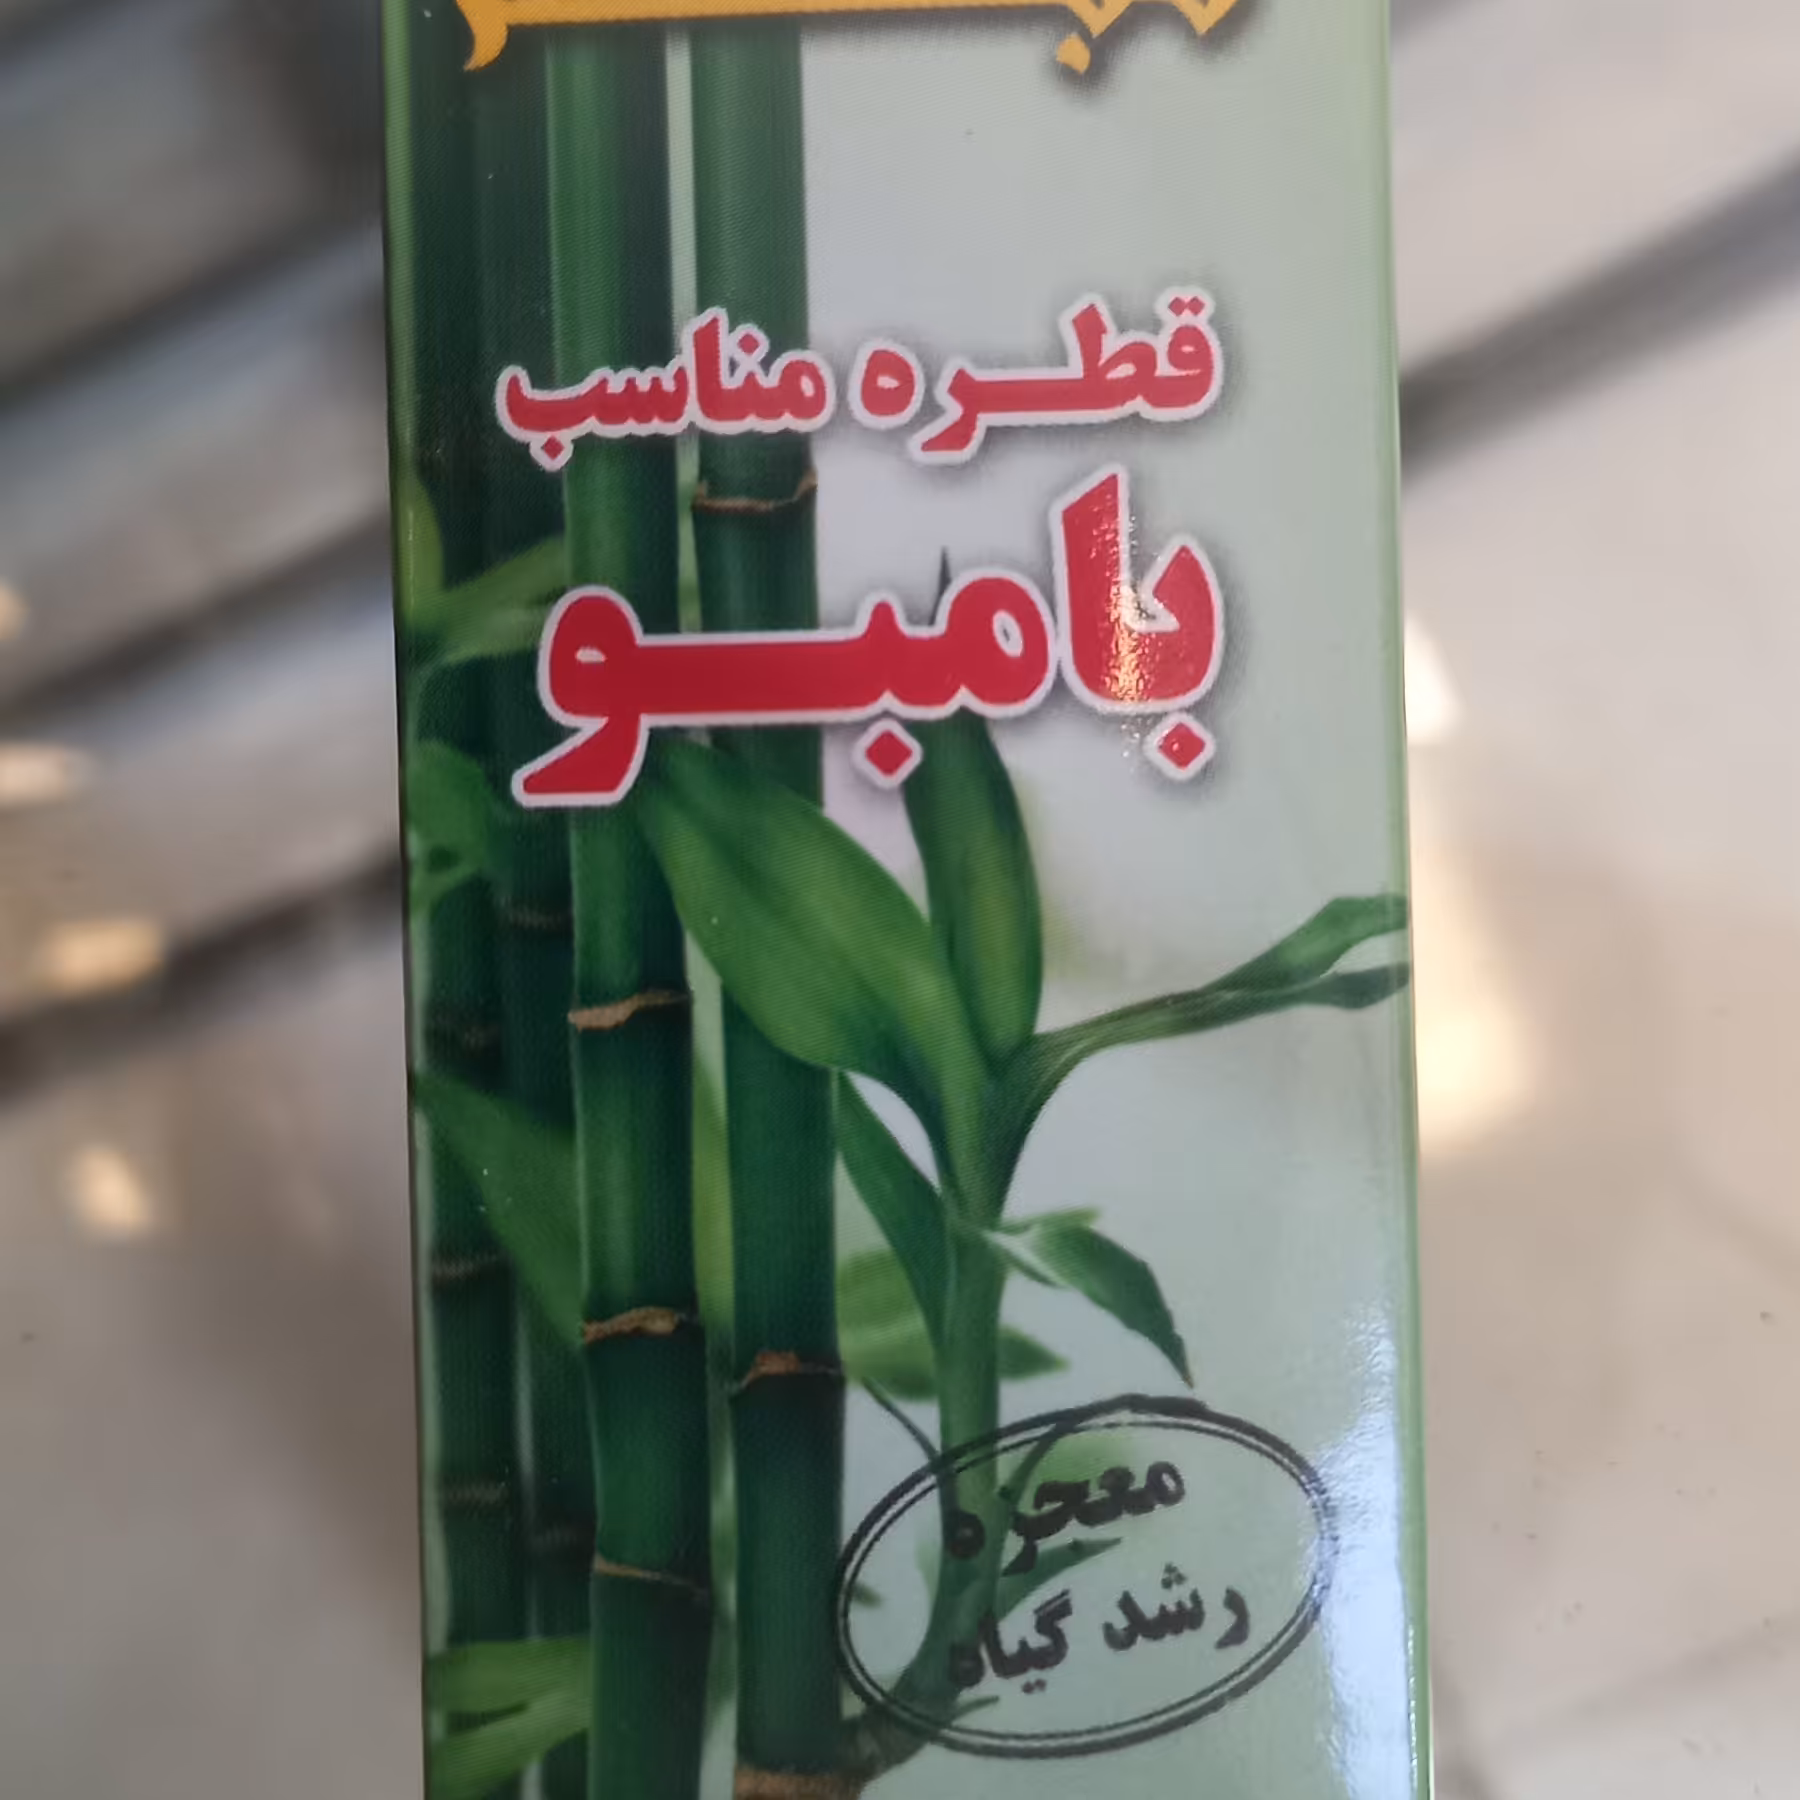 قطره مناسب
بامبو
معجزه
رشد گیاه